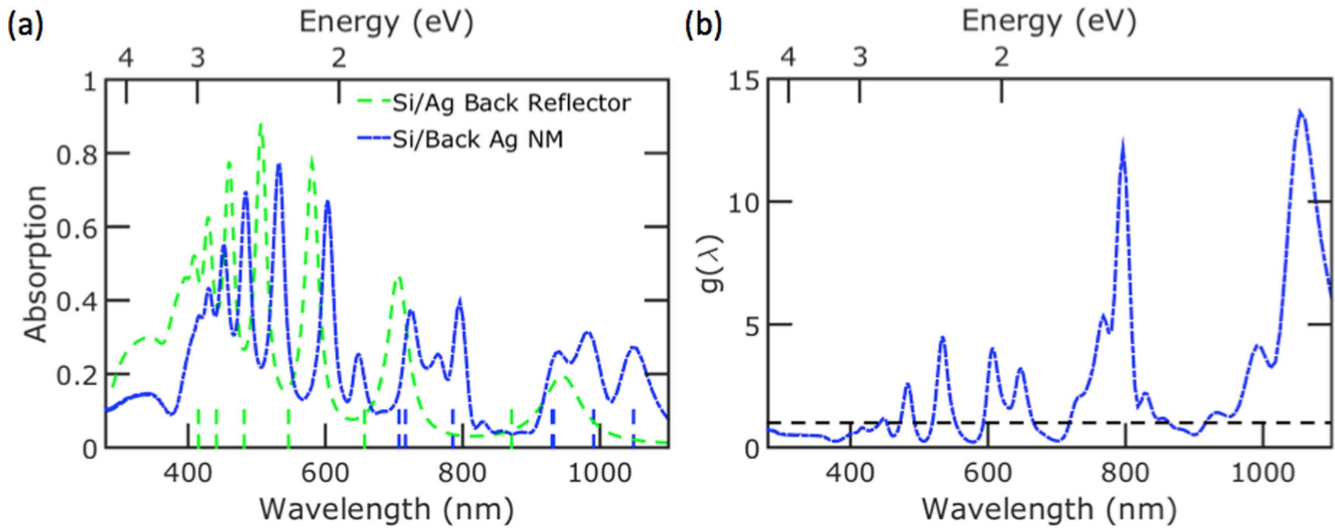 (a)
Energy (eV)
4 3 2
1
0.8
0.6
0.4
0.2
0
Absorption
Si/Ag Back Reflector
Si/Back Ag NM
400 600 800 1000
Wavelength (nm)
(b)
Energy (eV)
4 3 2
15
10
5
0
g(λ)
400 600 800 1000
Wavelength (nm)